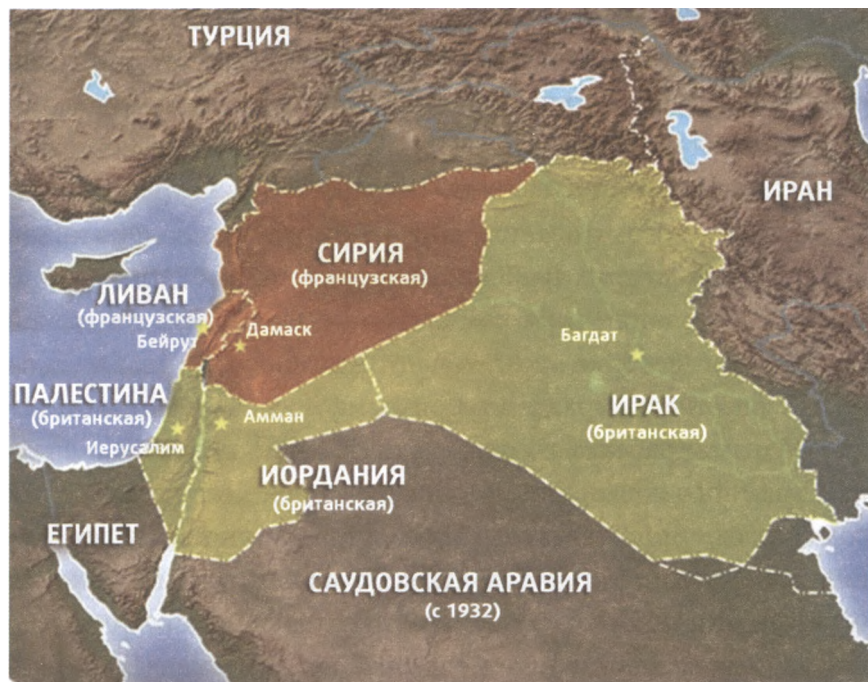 ТУРЦИЯ
ИРАН
СИРИЯ
(французская)
ЛИВАН
(французская)
Бейруг
Дамаск
Багдат
ПАЛЕСТИНА
(британская)
Иерусалим
Амман
ИРАК
(британская)
ИОРДАНИЯ
(британская)
ЕГИПЕТ
САУДОВСКАЯ АРАВИЯ
(с 1932)